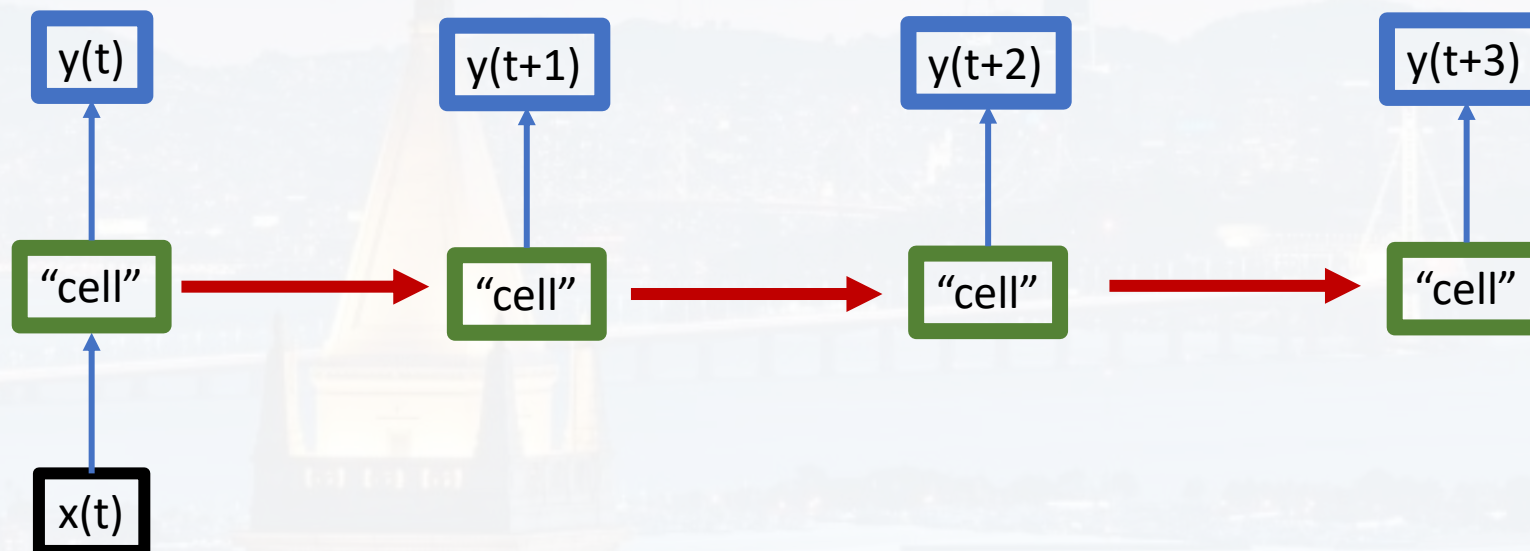 y(t)
y(t+1)
y(t+2)
y(t+3)
“cell”
“cell”
“cell”
“cell”
x(t)